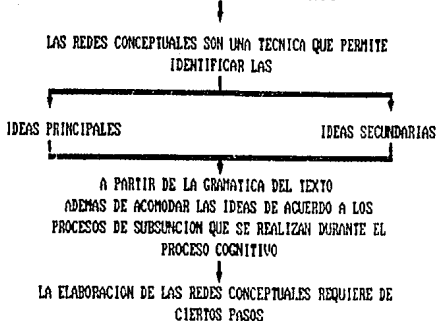 LAS REDES CONCEPTUALES SON UNA TECNICA QUE PERMITE
IDENTIFICAR LAS
IDEAS PRINCIPALES
IDEAS SECUNDARIAS
A PARTIR DE LA GRAMATICA DEL TEXTO
ADEMAS DE ACOMODAR LAS IDEAS DE ACUERDO A LOS
PROCESOS DE SUBSUNCION QUE SE REALIZAN DURANTE EL
PROCESO COGNITIVO
LA ELABORACION DE LAS REDES CONCEPTUALES REQUIERE DE
CIERTOS PASOS